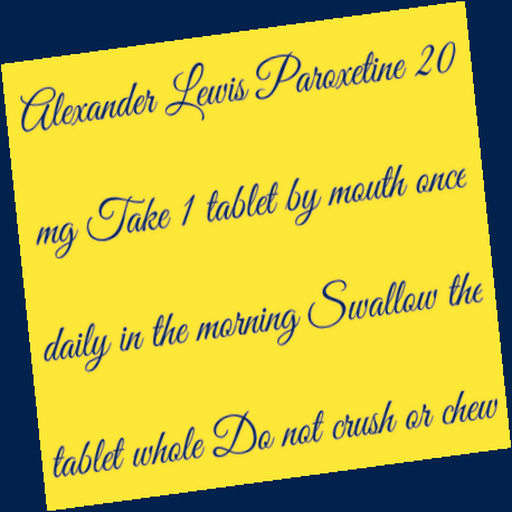 Alexander Lewis Paroxetine 20
mg Take 1 tablet by mouth once
daily in the morning Swallow the
tablet whole Do not crush or chew